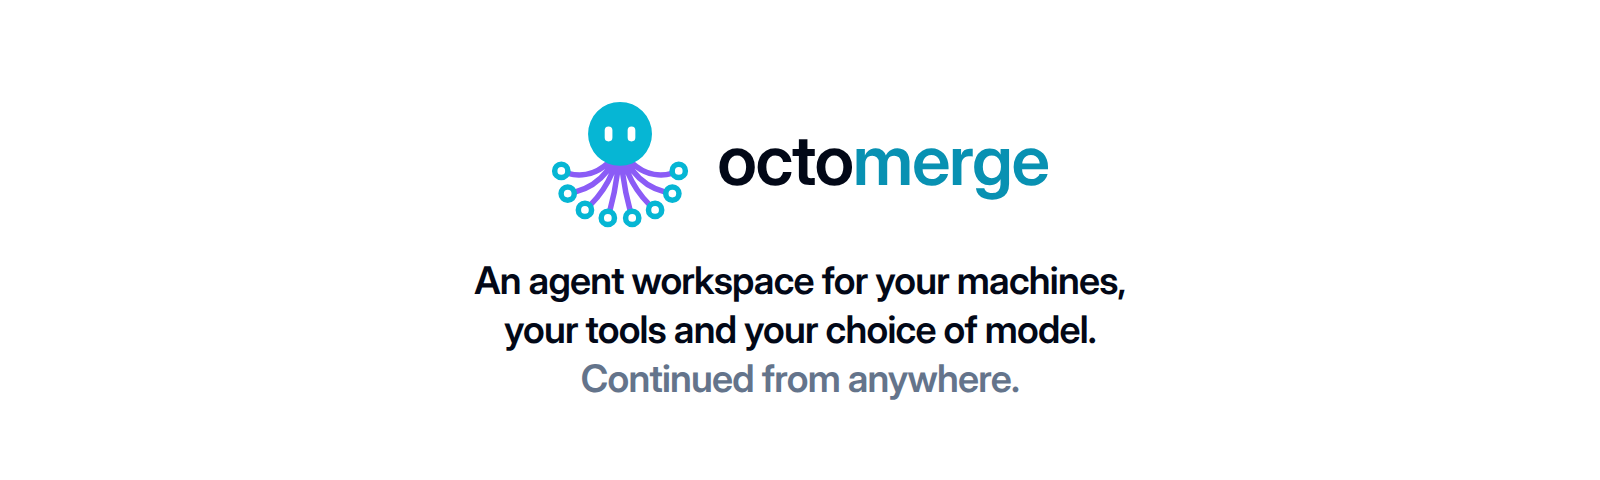 octomerge
An agent workspace for your machines,
your tools and your choice of model.
Continued from anywhere.